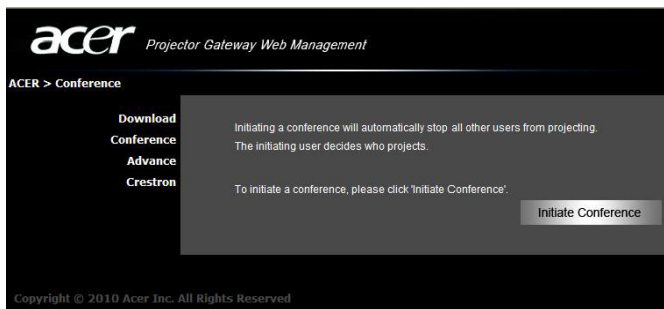 acer Projector Gateway Web Management
ACER > Conference
Download
Conference
Advance
Crestron
Initiating a conference will automatically stop all other users from projecting.
The initiating user decides who projects.
To initiate a conference, please click 'Initiate Conference'.
Initiate Conference
Copyright © 2010 Acer Inc. All Rights Reserved